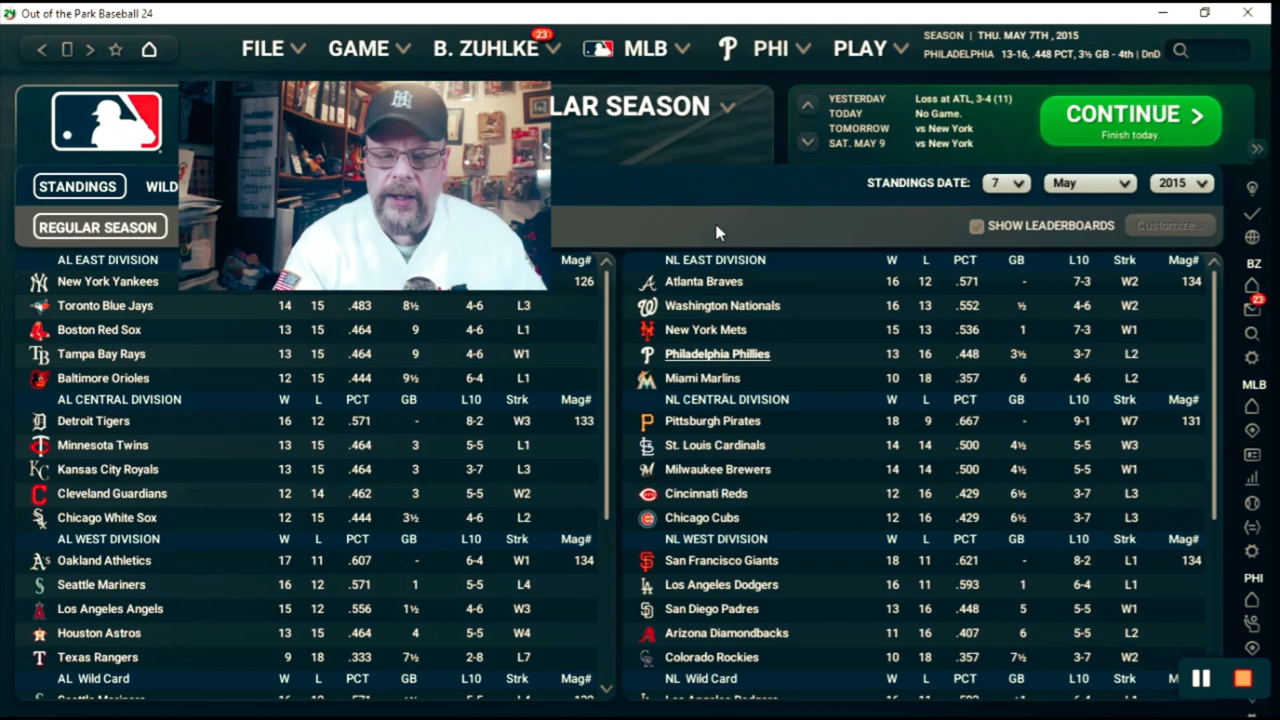 Out of the Park Baseball 24
FILE GAME B. ZUHLKE 23 MLB PHI PLAY
SEASON | THU. MAY 7TH , 2015
PHILADELPHIA 13-16, .448 PCT, 3½ GB - 4th | DnD
LAR SEASON
YESTERDAY Loss at ATL, 3-4 (11)
TODAY No Game.
TOMORROW vs New York
SAT. MAY 9 vs New York
CONTINUE >
Finish today.
STANDINGS WILD
STANDINGS DATE: 7 May 2015
REGULAR SEASON
SHOW LEADERBOARDS Customize...
AL EAST DIVISION Mag#
New York Yankees 126
Toronto Blue Jays 14 15 .483 8½ 4-6 L3
Boston Red Sox 13 15 .464 9 4-6 L1
Tampa Bay Rays 13 15 .464 9 4-6 W1
Baltimore Orioles 12 15 .444 9½ 6-4 L1
AL CENTRAL DIVISION W L PCT GB L10 Strk Mag#
Detroit Tigers 16 12 .571 - 8-2 W3 133
Minnesota Twins 13 15 .464 3 5-5 L1
Kansas City Royals 13 15 .464 3 3-7 L3
Cleveland Guardians 12 14 .462 3 5-5 W2
Chicago White Sox 12 15 .444 3½ 4-6 L2
AL WEST DIVISION W L PCT GB L10 Strk Mag#
Oakland Athletics 17 11 .607 - 6-4 W1 134
Seattle Mariners 16 12 .571 1 5-5 L4
Los Angeles Angels 15 12 .556 1½ 4-6 W3
Houston Astros 13 15 .464 4 5-5 W4
Texas Rangers 9 18 .333 7½ 2-8 L7
AL Wild Card W L PCT GB L10 Strk Mag#
NL EAST DIVISION W L PCT GB L10 Strk Mag#
Atlanta Braves 16 12 .571 - 7-3 W2 134
Washington Nationals 16 13 .552 ½ 4-6 W2
New York Mets 15 13 .536 1 7-3 W1
Philadelphia Phillies 13 16 .448 3½ 3-7 L2
Miami Marlins 10 18 .357 6 4-6 L2
NL CENTRAL DIVISION W L PCT GB L10 Strk Mag#
Pittsburgh Pirates 18 9 .667 - 9-1 W7 131
St. Louis Cardinals 14 14 .500 4½ 5-5 W3
Milwaukee Brewers 14 14 .500 4½ 5-5 W1
Cincinnati Reds 12 16 .429 6½ 3-7 L3
Chicago Cubs 12 16 .429 6½ 3-7 L3
NL WEST DIVISION W L PCT GB L10 Strk Mag#
San Francisco Giants 18 11 .621 - 8-2 L1 134
Los Angeles Dodgers 16 11 .593 1 6-4 L1
San Diego Padres 13 16 .448 5 5-5 W1
Arizona Diamondbacks 11 16 .407 6 5-5 L2
Colorado Rockies 10 18 .357 7½ 3-7 W2
NL Wild Card W L PCT GB L10 Strk M
BZ
23
MLB
PHI